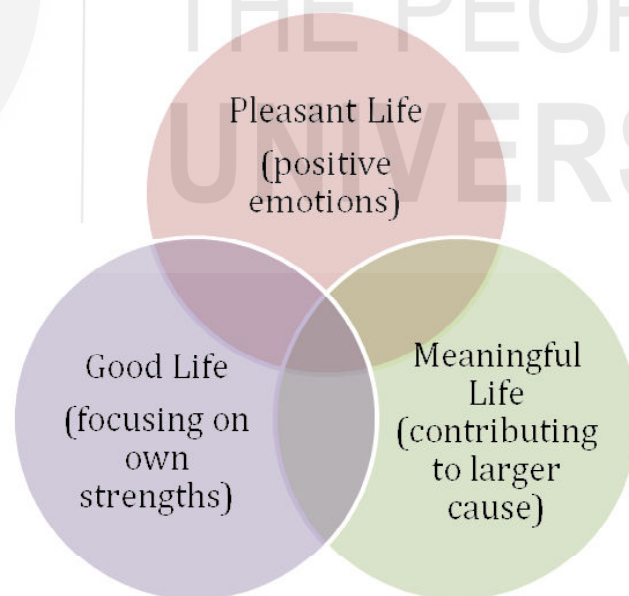 THE PEOP
UNIVERS
Pleasant Life
(positive
emotions)
Good Life
(focusing on
own
strengths)
Meaningful
Life
(contributing
to larger
cause)